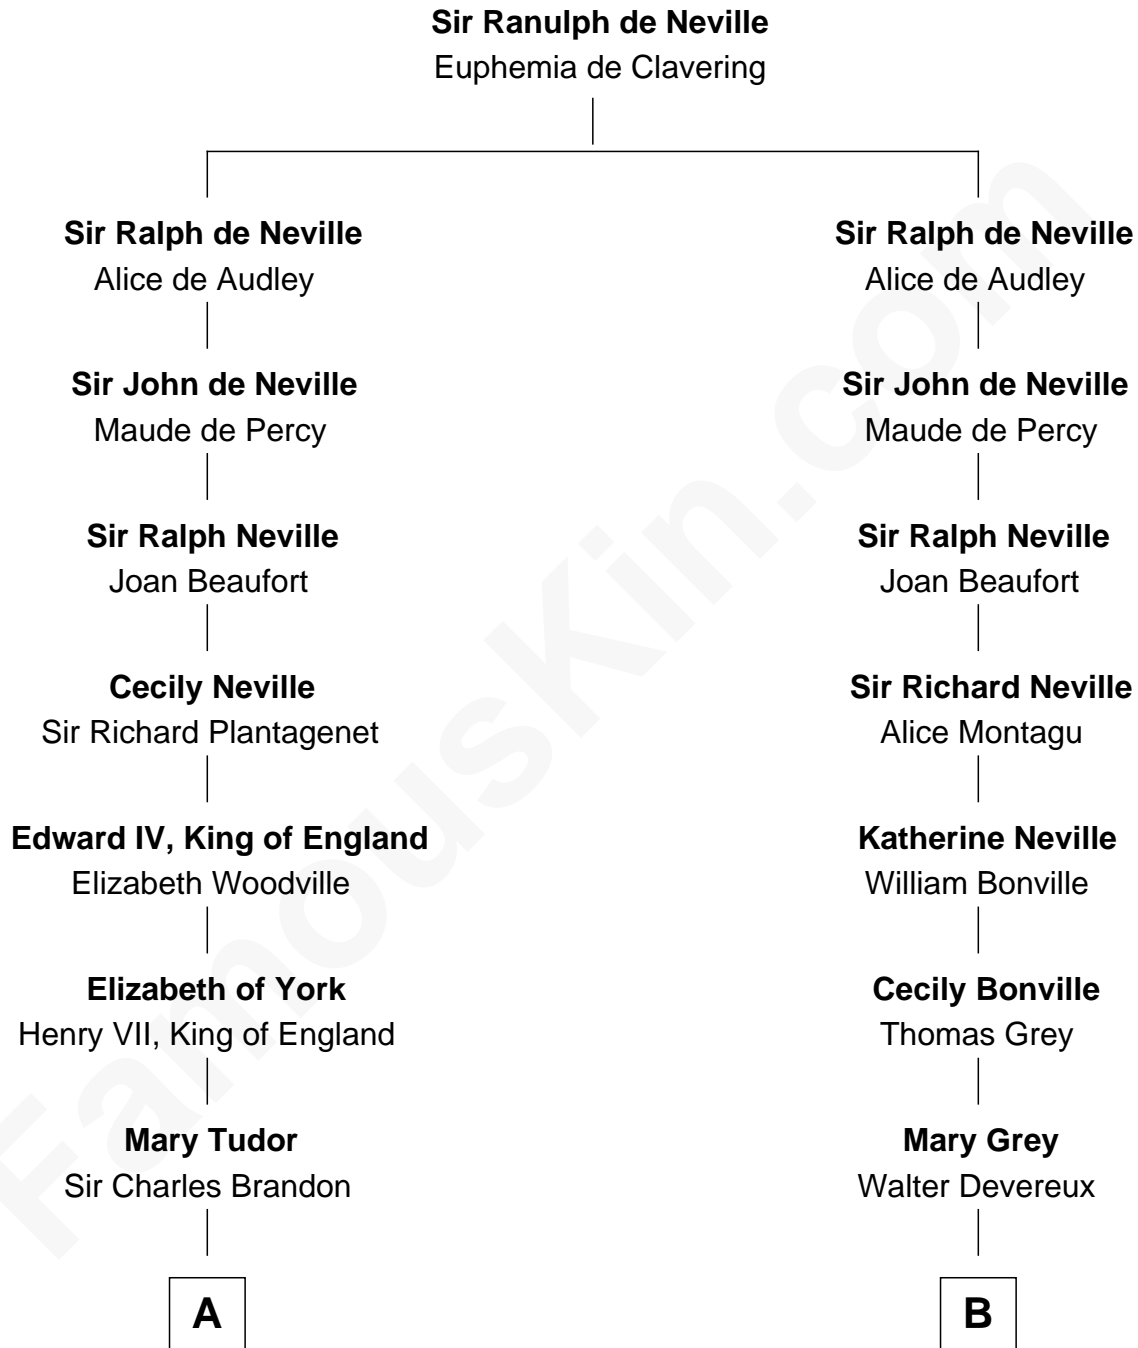 Sir Ranulph de Neville
Euphemia de Clavering
Sir Ralph de Neville
Alice de Audley
Sir Ralph de Neville
Alice de Audley
Sir John de Neville
Maude de Percy
Sir John de Neville
Maude de Percy
Sir Ralph Neville
Joan Beaufort
Sir Ralph Neville
Joan Beaufort
Cecily Neville
Sir Richard Plantagenet
Sir Richard Neville
Alice Montagu
Edward IV, King of England
Elizabeth Woodville
Katherine Neville
William Bonville
Elizabeth of York
Henry VII, King of England
Cecily Bonville
Thomas Grey
Mary Tudor
Sir Charles Brandon
Mary Grey
Walter Devereux
A
B
FamousKin.com